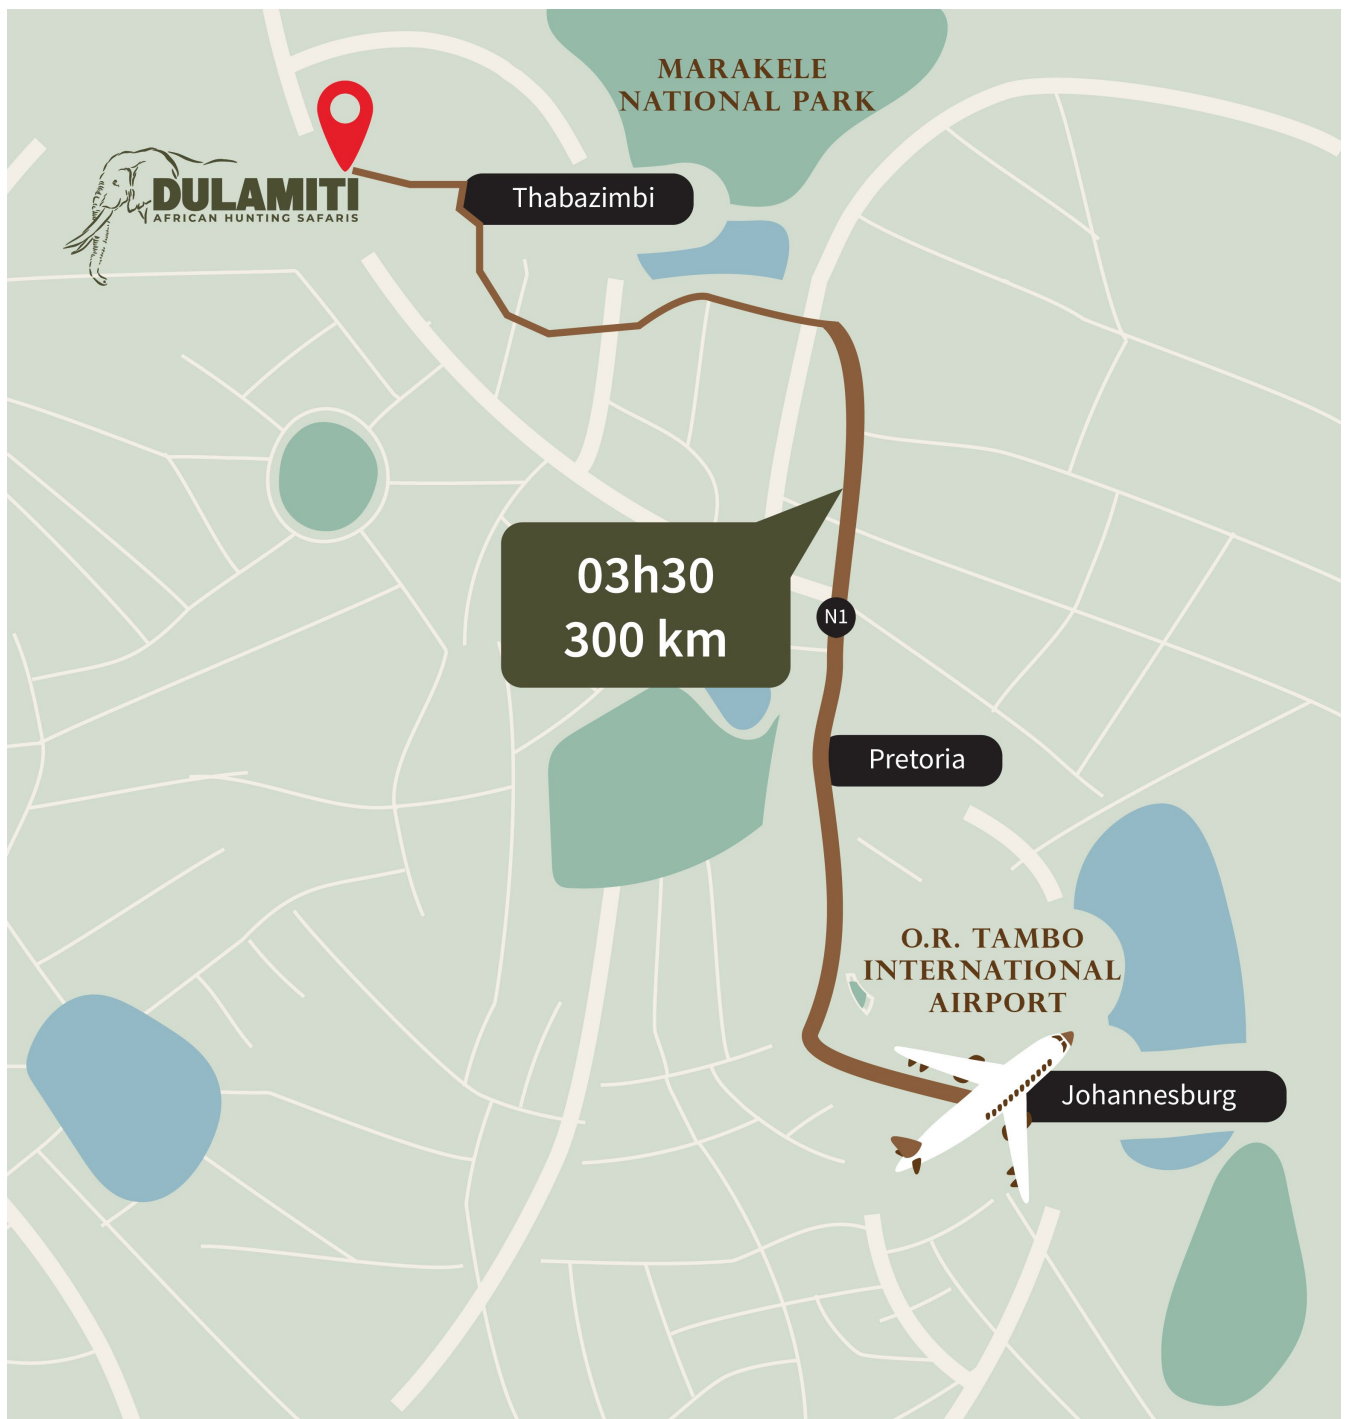 MARAKELE
NATIONAL PARK
DULAMITI
AFRICAN HUNTING SAFARIS
Thabazimbi
03h30
300 km
N1
Pretoria
O.R. TAMBO
INTERNATIONAL
AIRPORT
Johannesburg